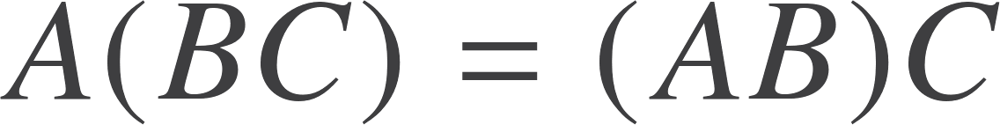 A(BC) = (AB)C